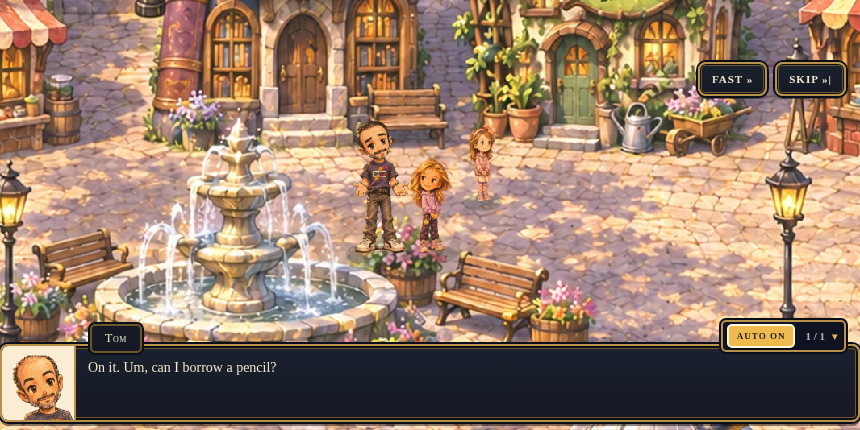 FAST »
SKIP »|
Tom
AUTO ON
1 / 1 ▼
On it. Um, can I borrow a pencil?